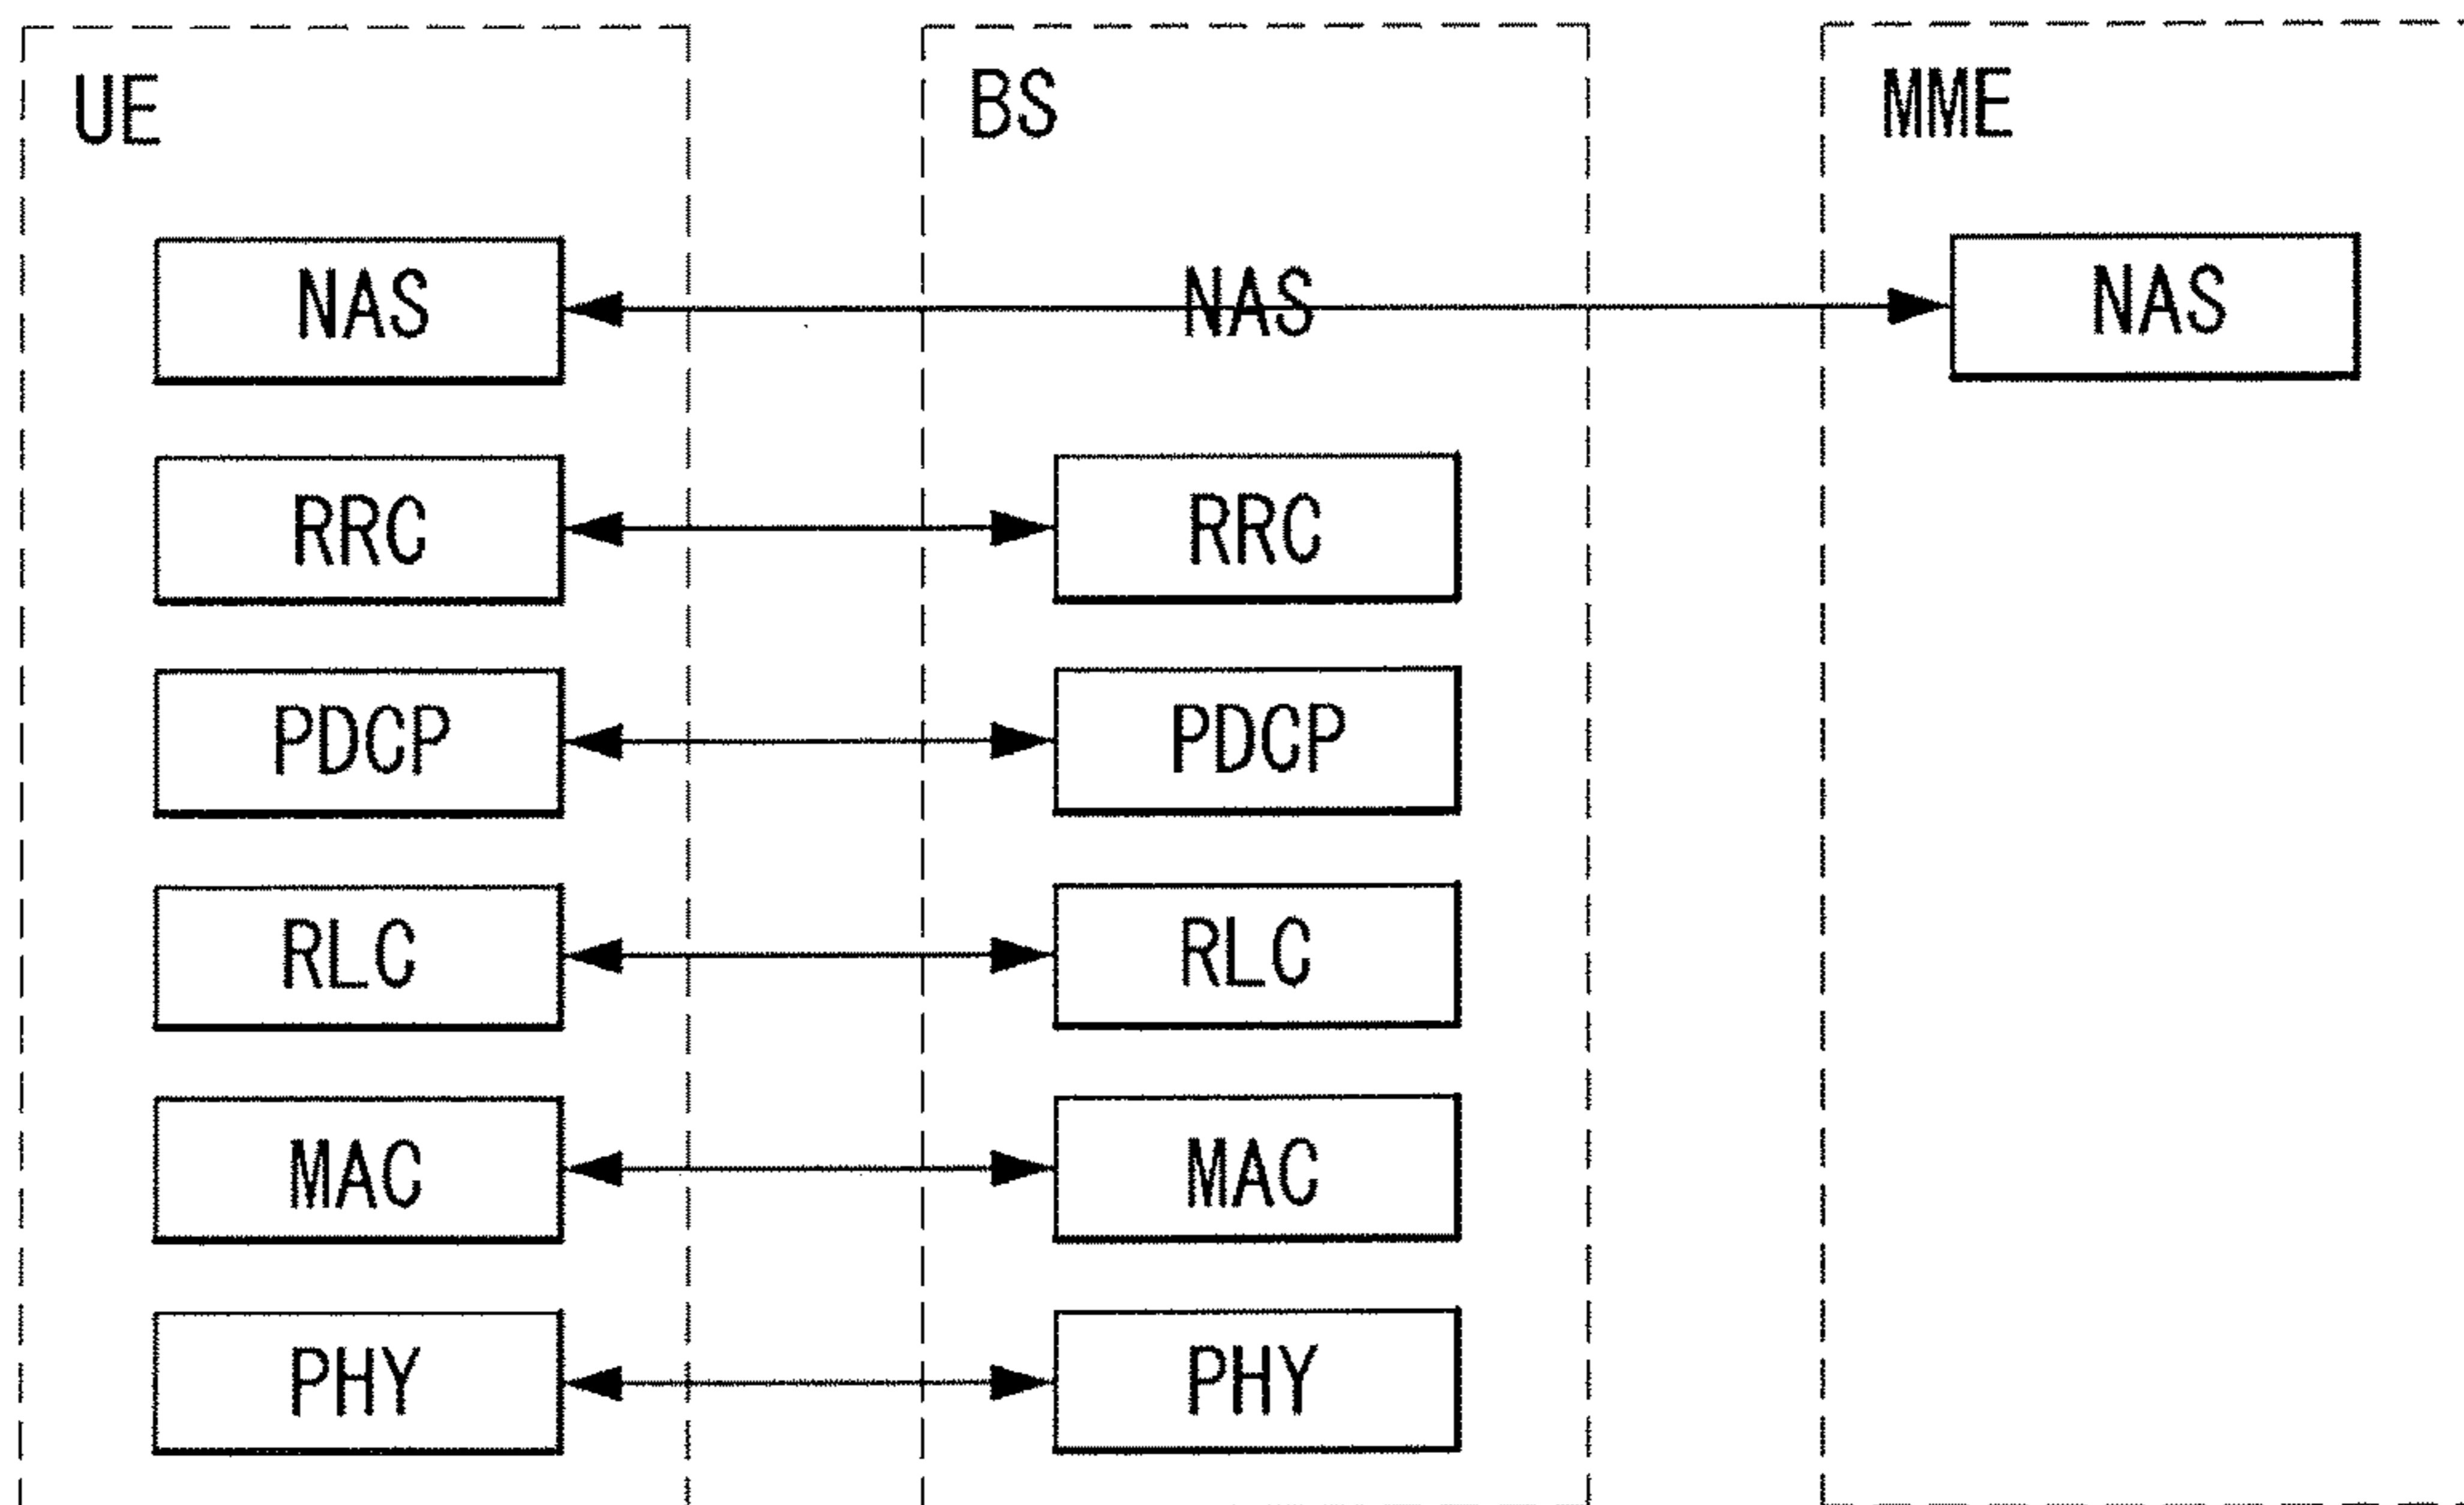 UE BS MME
NAS NAS NAS
RRC RRC
PDCP PDCP
RLC RLC
MAC MAC
PHY PHY